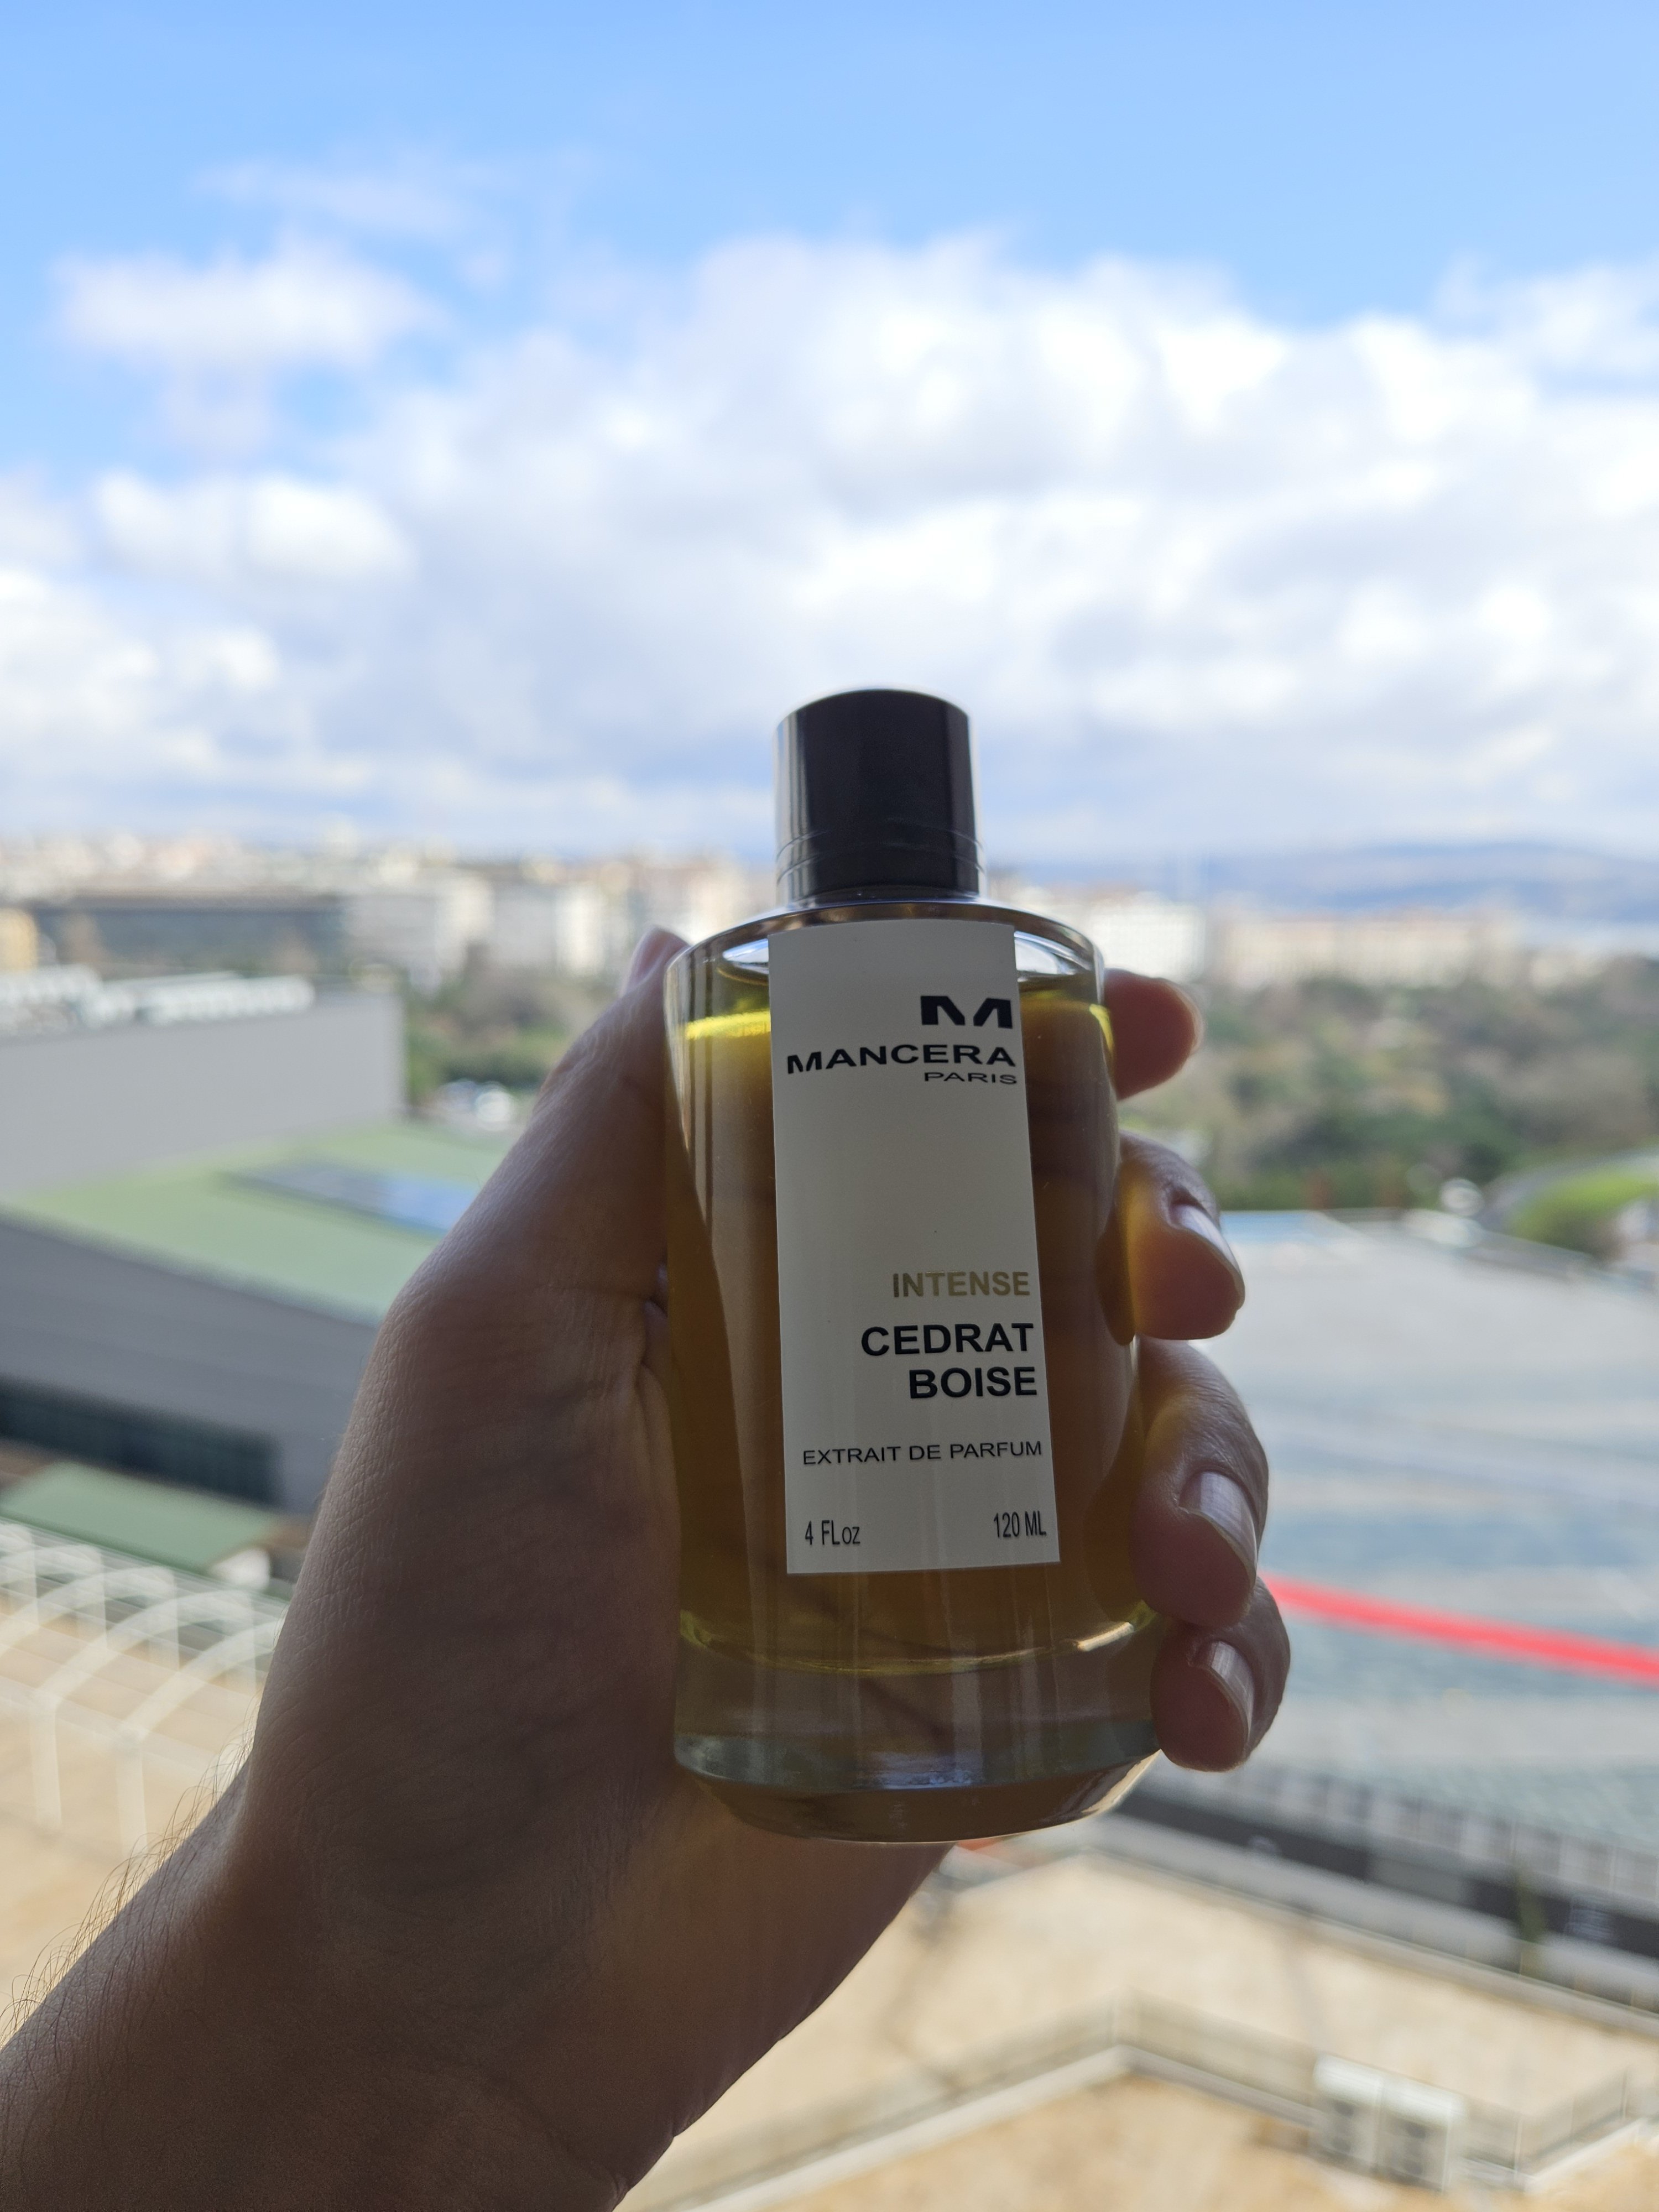 M
MANCERA
PARIS
INTENSE
CEDRAT
BOISE
EXTRAIT DE PARFUM
4 FLoz 120 ML